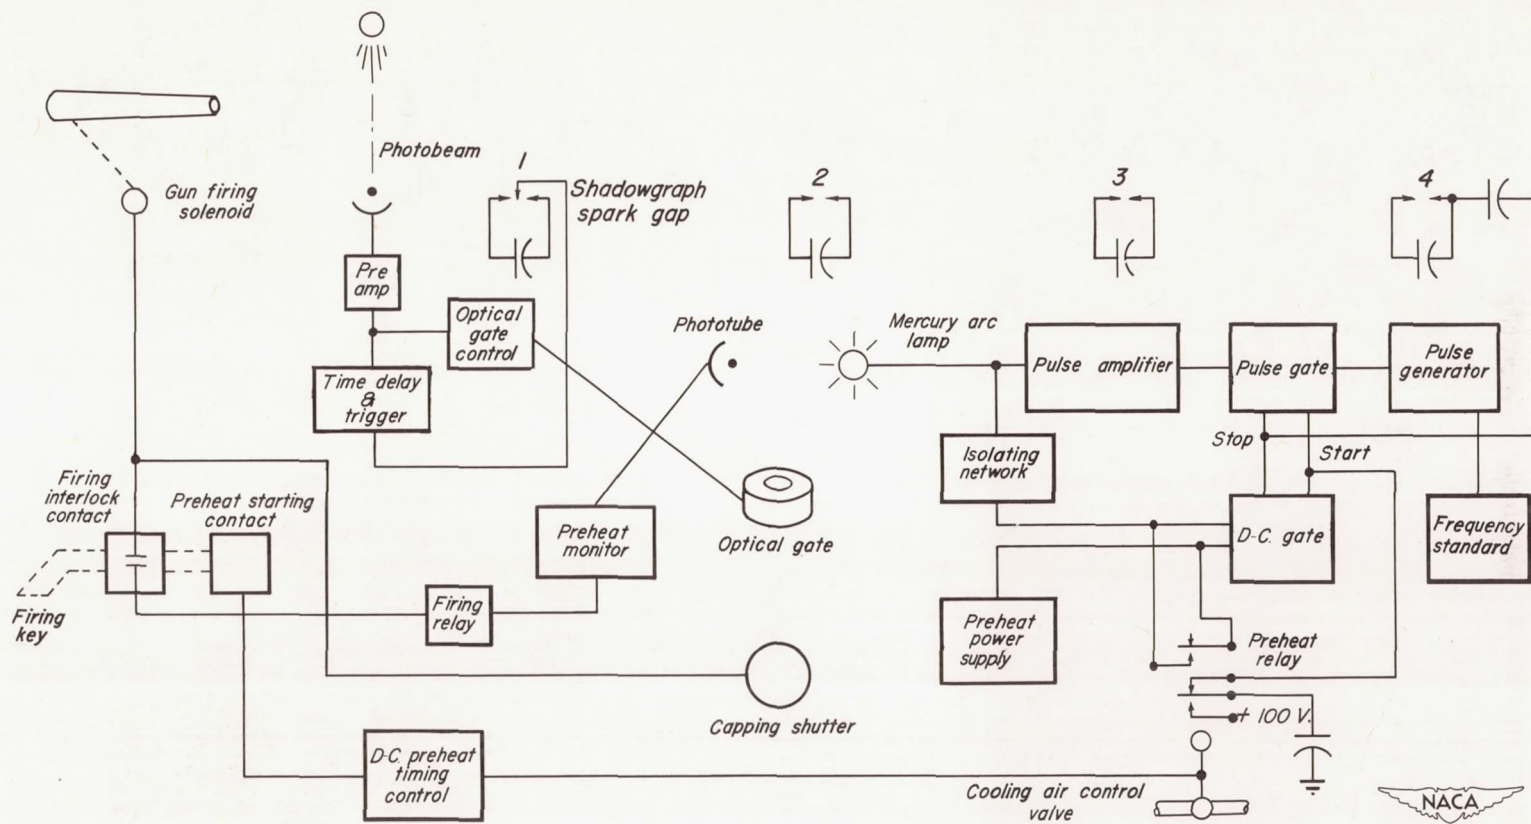 Photobeam
1
Shadowgraph
spark gap
2
3
4
Gun firing
solenoid
Pre
amp
Optical
gate
control
Time delay
&
trigger
Phototube
Mercury arc
lamp
Pulse amplifier
Pulse gate
Pulse
generator
Stop
Start
Firing
interlock
contact
Preheat starting
contact
Isolating
network
Preheat
monitor
Optical gate
D-C. gate
Frequency
standard
Firing
key
Firing
relay
Preheat
power
supply
Preheat
relay
+ 100 V.
Capping shutter
D-C. preheat
timing
control
Cooling air control
valve
NACA